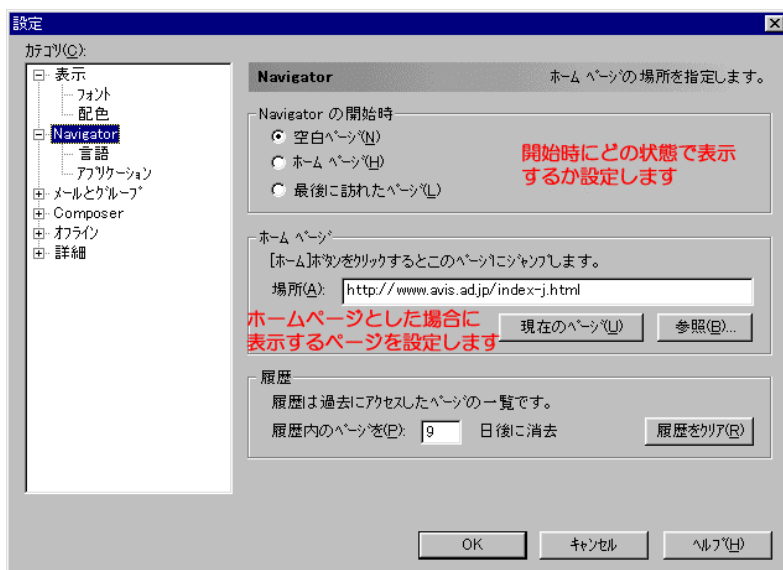 設定
カテゴリ(C):
表示
フォント
配色
Navigator
言語
アプリケーション
メールとグループ
Composer
オフライン
詳細
Navigator ホーム ページの場所を指定します。
Navigator の開始時
空白ページ(N)
ホーム ページ(H)
最後に訪れたページ(L)
開始時にどの状態で表示
するか設定します
ホーム ページ
[ホーム]ボタンをクリックするとこのページにジャンプします。
場所(A): http://www.avis.ad.jp/index-j.html
ホームページとした場合に
表示するページを設定します
現在のページ(U) 参照(B)...
履歴
履歴は過去にアクセスしたページの一覧です。
履歴内のページを(P): 9 日後に消去 履歴をクリア(R)
OK キャンセル ヘルプ(H)